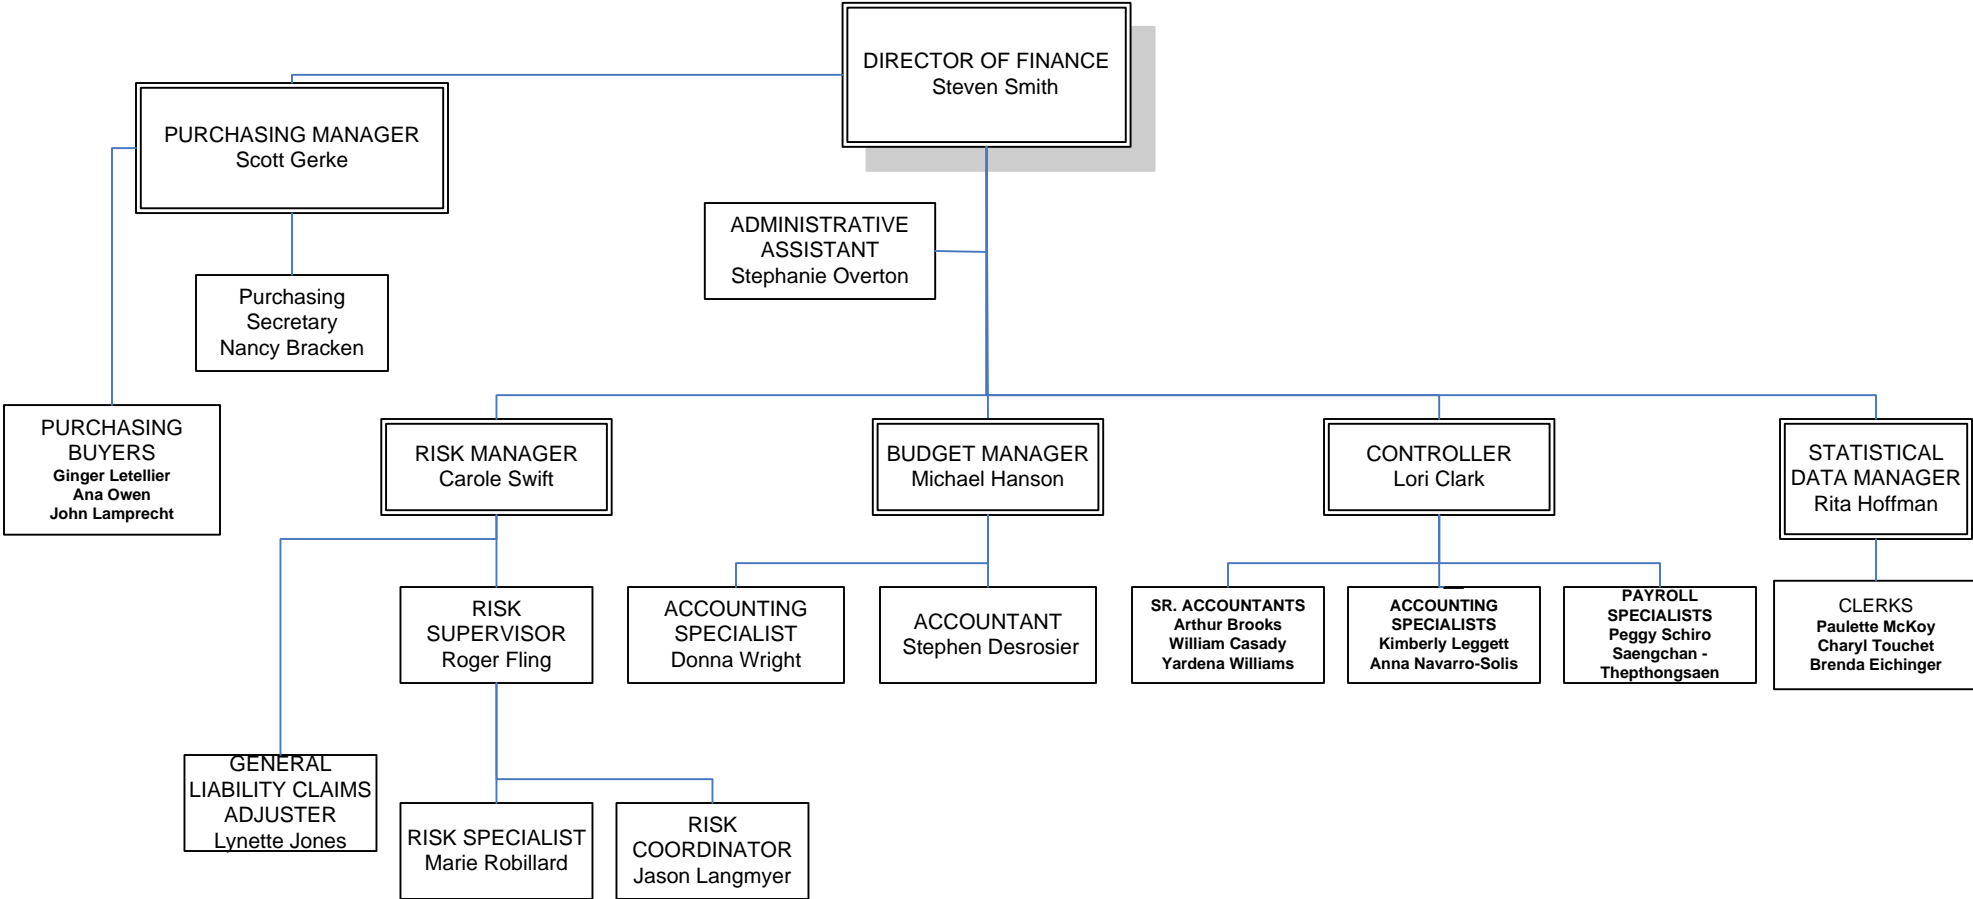 DIRECTOR OF FINANCE
Steven Smith
PURCHASING MANAGER
Scott Gerke
ADMINISTRATIVE
ASSISTANT
Stephanie Overton
Purchasing
Secretary
Nancy Bracken
PURCHASING
BUYERS
Ginger Letellier
Ana Owen
John Lamprecht
RISK MANAGER
Carole Swift
BUDGET MANAGER
Michael Hanson
CONTROLLER
Lori Clark
STATISTICAL
DATA MANAGER
Rita Hoffman
RISK
SUPERVISOR
Roger Fling
ACCOUNTING
SPECIALIST
Donna Wright
ACCOUNTANT
Stephen Desrosier
SR. ACCOUNTANTS
Arthur Brooks
William Casady
Yardena Williams
ACCOUNTING
SPECIALISTS
Kimberly Leggett
Anna Navarro-Solis
PAYROLL
SPECIALISTS
Peggy Schiro
Saengchan -
Thepthongsaen
CLERKS
Paulette McKoy
Charyl Touchet
Brenda Eichinger
GENERAL
LIABILITY CLAIMS
ADJUSTER
Lynette Jones
RISK SPECIALIST
Marie Robillard
RISK
COORDINATOR
Jason Langmyer